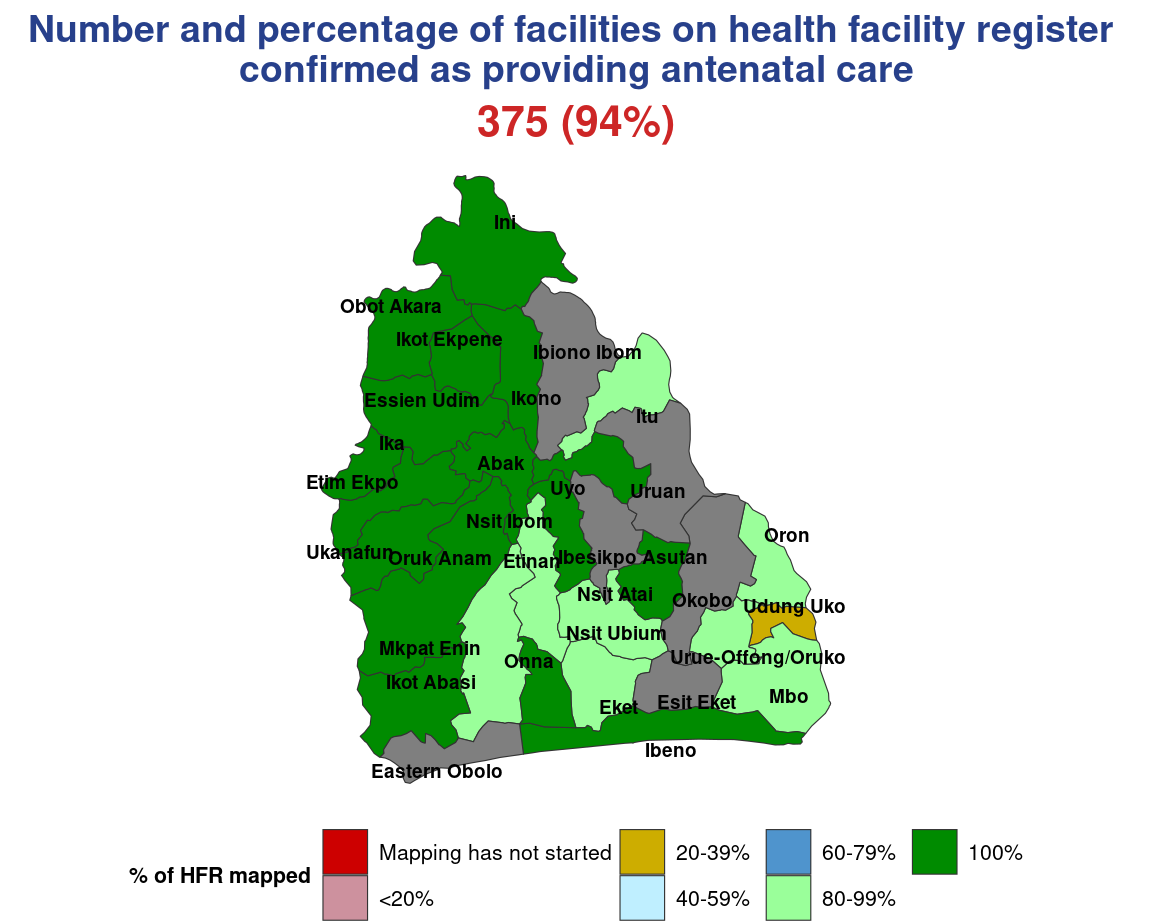 Number and percentage of facilities on health facility register
confirmed as providing antenatal care
375 (94%)
Ini
Obot Akara
Ikot Ekpene
Ibiono Ibom
Ikono
Essien Udim
Itu
Ika
Abak
Etim Ekpo
Uyo
Uruan
Nsit Ibom
Oron
Ukanafun
Oruk Anam
Etinan
Ibesikpo Asutan
Nsit Atai
Okobo
Udung Uko
Nsit Ubium
Mkpat Enin
Onna
Urue-Offong/Oruko
Ikot Abasi
Mbo
Esit Eket
Eket
Ibeno
Eastern Obolo
% of HFR mapped
Mapping has not started
<20%
20-39%
40-59%
60-79%
80-99%
100%